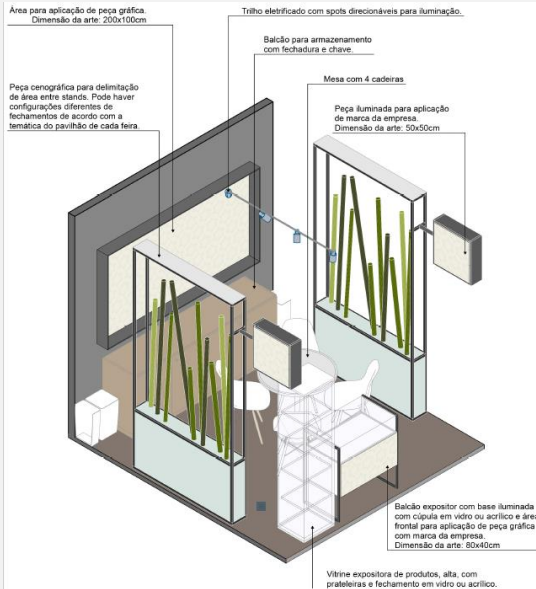 Área para aplicação de peça gráfica.
Dimensão da arte: 200x100cm
Trilho eletrificado com spots direcionáveis para iluminação.
Balcão para armazenamento
com fechadura e chave.
Mesa com 4 cadeiras
Peça cenográfica para delimitação
de área entre stands. Pode haver
configurações diferentes de
fechamentos de acordo com a
temática do pavilhão de cada feira.
Peça iluminada para aplicação
de marca da empresa.
Dimensão da arte: 50x50cm
Balcão expositor com base iluminada
com cúpula em vidro ou acrílico e área
frontal para aplicação de peça gráfica
com marca da empresa.
Dimensão da arte: 80x40cm
Vitrine expositora de produtos, alta, com
prateleiras e fechamento em vidro ou acrílico.